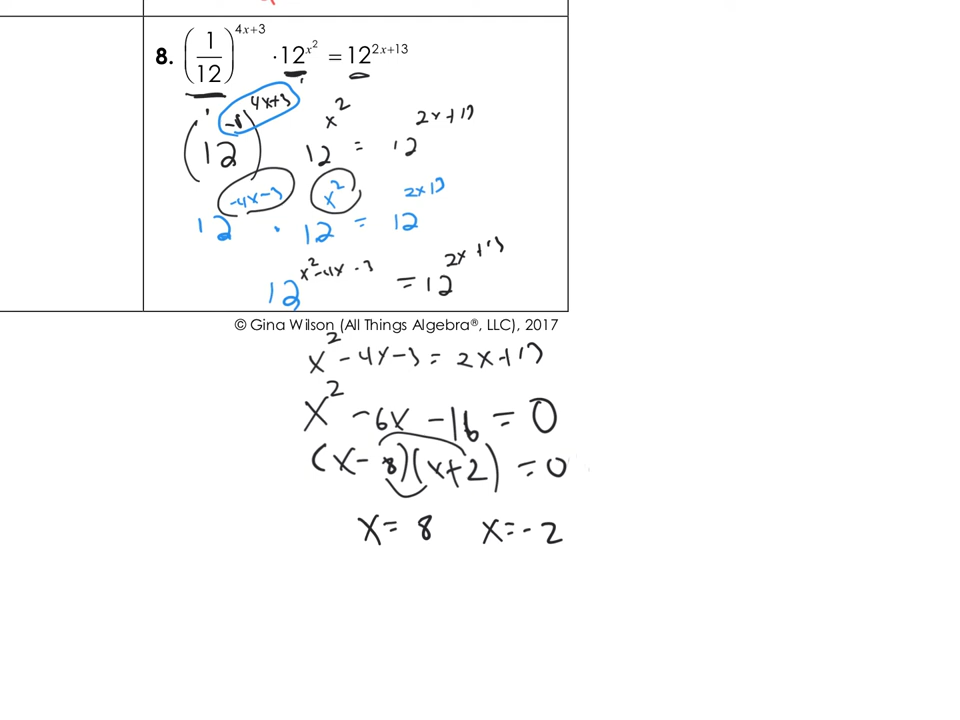 8. (1/12)^(4x+3) · 12^(x²) = 12^(2x+13)
(12^(-1))^(4x+3) 12^(x²) = 12^(2x+13)
12^(-4x-3) · 12^(x²) = 12^(2x 13)
12^(x²-4x-3) = 12^(2x+13)
© Gina Wilson (All Things Algebra®, LLC), 2017
x² - 4x - 3 = 2x + 13
x² - 6x - 16 = 0
(x - 8)(x + 2) = 0
x = 8 x = -2